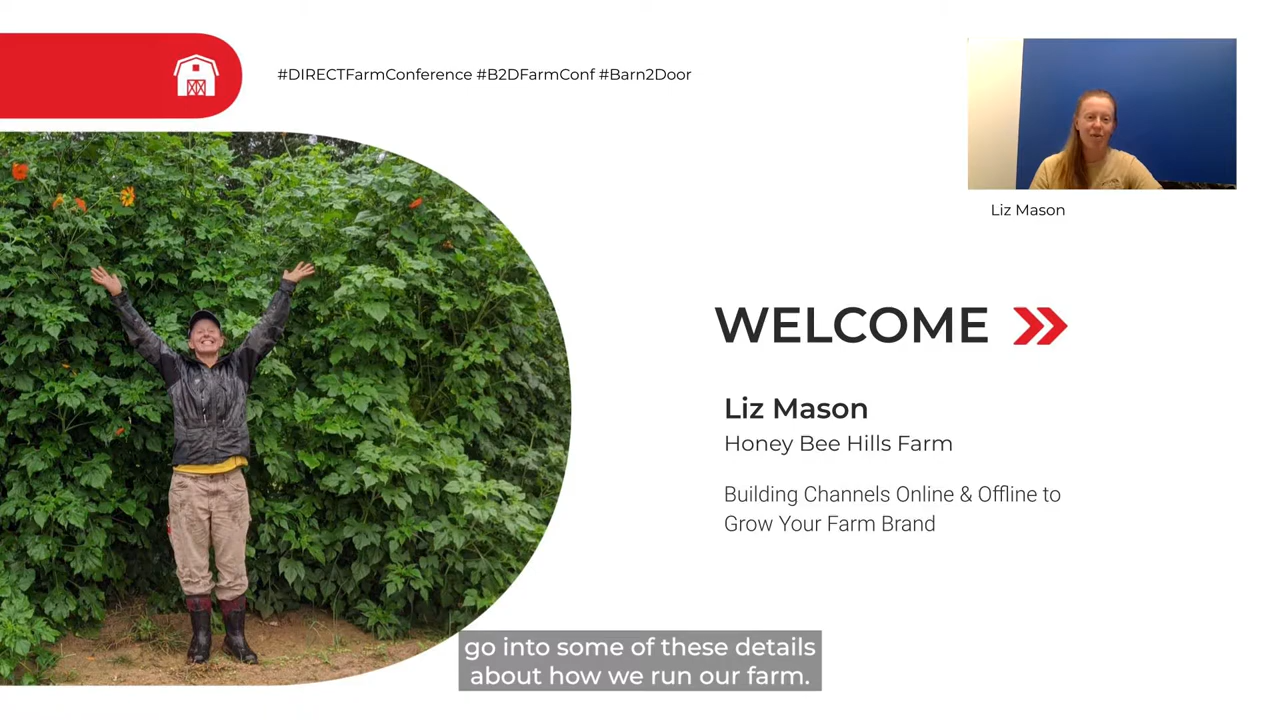 #DIRECTFarmConference #B2DFarmConf #Barn2Door
Liz Mason
WELCOME
Liz Mason
Honey Bee Hills Farm
Building Channels Online & Offline to
Grow Your Farm Brand
go into some of these details
about how we run our farm.